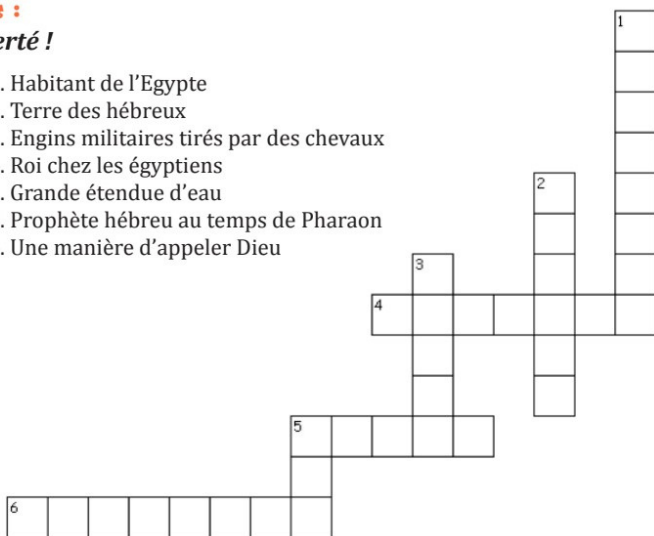 erté !
. Habitant de l’Egypte
. Terre des hébreux
. Engins militaires tirés par des chevaux
. Roi chez les égyptiens
. Grande étendue d’eau
. Prophète hébreu au temps de Pharaon
. Une manière d’appeler Dieu
1
2
3
4
5
6